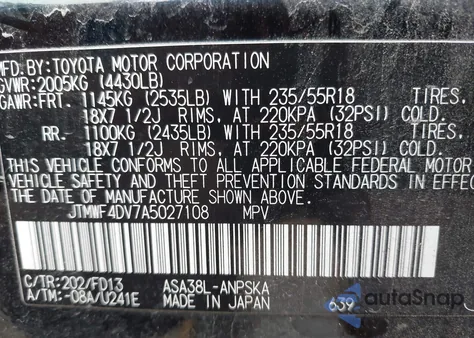 MFD.BY:TOYOTA MOTOR CORPORATION
GVWR:2005KG (4430LB)
GAWR:FRT. 1145KG (2535LB) WITH 235/55R18 TIRES.
18X7 1/2J RIMS, AT 220KPA (32PSI) COLD.
RR- 1100KG (2435LB) WITH 235/55R18 TIRES.
18X7 1/2J RIMS, AT 220KPA (32PSI) COLD.
THIS VEHICLE CONFORMS TO ALL APPLICABLE FEDERAL MOTOR
VEHICLE SAFETY AND THEFT PREVENTION STANDARDS IN EFFEC
THE DATE OF MANUFACTURE SHOWN ABOVE.
JTMWF4DV7A5027108 MPV
C/TR:202/FD13 ASA38L-ANPSKA
A/TM:-08A/U241E MADE IN JAPAN 639
autoSnap